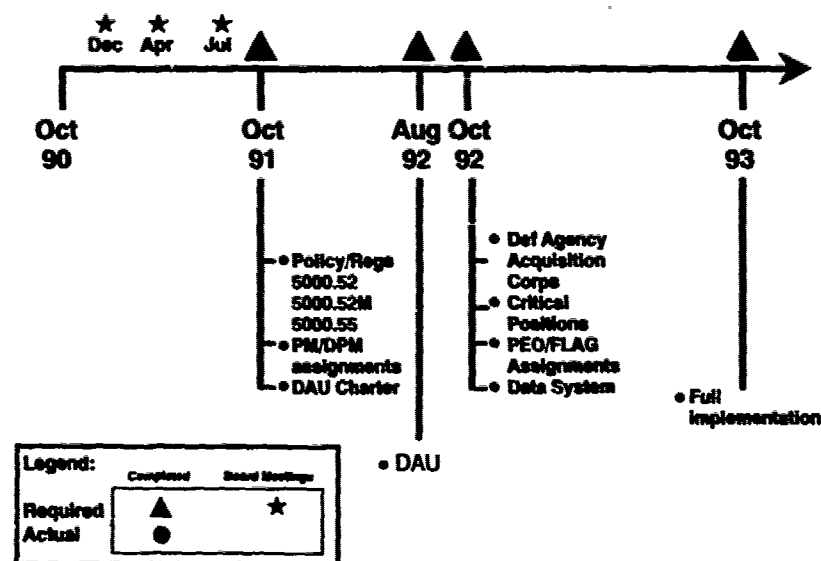 Dec Apr Jul
Oct Oct Aug Oct Oct
90 91 92 92 93
• Policy/Regs
5000.52
5000.52M
5000.55
• PM/DPM
assignments
• DAU Charter
• DAU
• Def Agency
Acquisition
Corps
• Critical
Positions
• PEO/FLAG
Assignments
• Data System
• Full
implementation
Legend:
Completed Board Meetings
Required
Actual